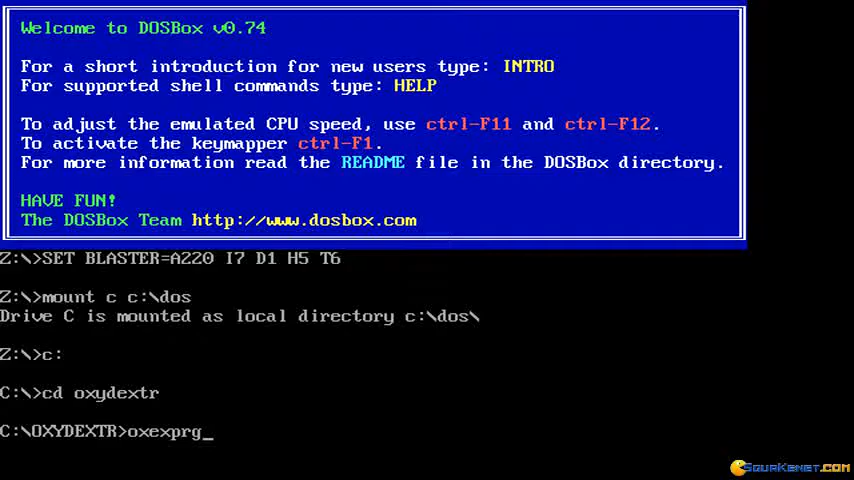 Welcome to DOSBox v0.74
For a short introduction for new users type: INTRO
For supported shell commands type: HELP
To adjust the emulated CPU speed, use ctrl-F11 and ctrl-F12.
To activate the keymapper ctrl-F1.
For more information read the README file in the DOSBox directory.
HAVE FUN!
The DOSBox Team http://www.dosbox.com
Z:\>SET BLASTER=A220 I7 D1 H5 T6
Z:\>mount c c:\dos
Drive C is mounted as local directory c:\dos\
Z:\>c:
C:\>cd oxydextr
C:\OXYDEXTR>oxexprg_
Squakenet.com